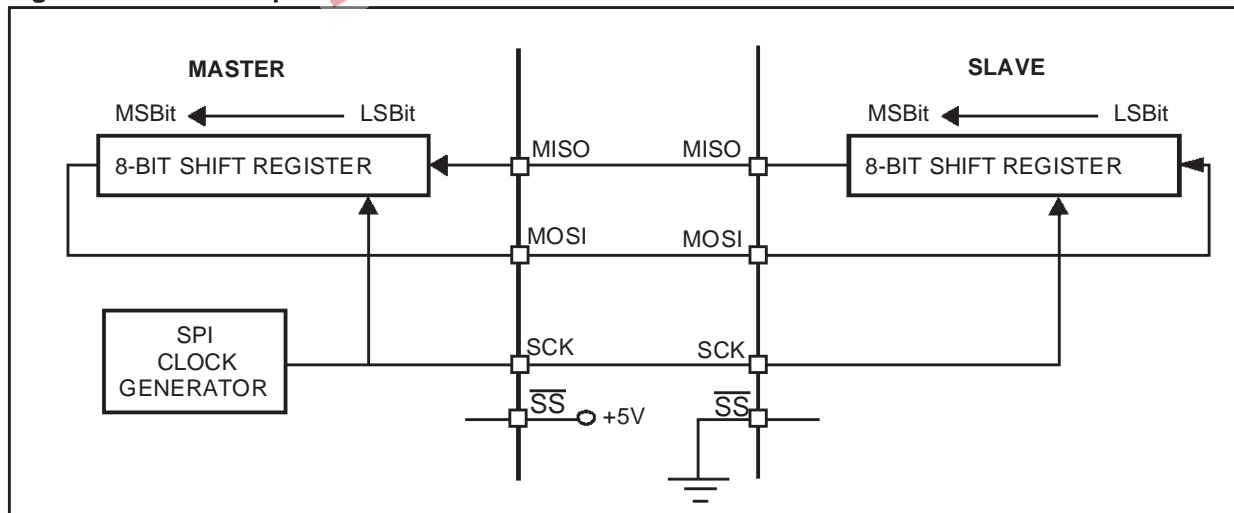 MASTER
SLAVE
MSBit LSBit
MSBit LSBit
8-BIT SHIFT REGISTER
MISO MISO
8-BIT SHIFT REGISTER
MOSI MOSI
SPI
CLOCK
GENERATOR
SCK SCK
SS +5V
SS